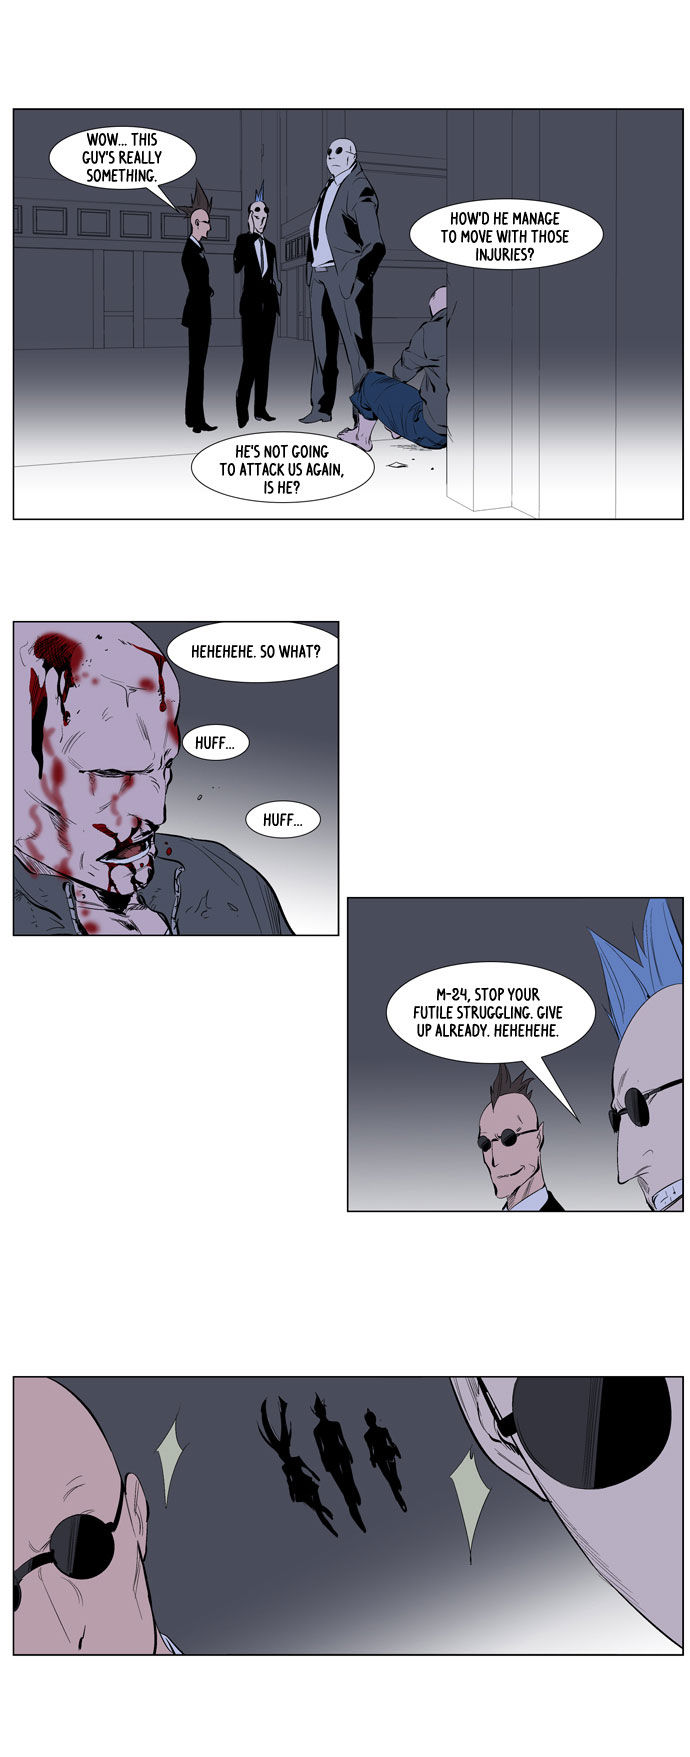 WOW... THIS
GUY'S REALLY
SOMETHING.
HOW'D HE MANAGE
TO MOVE WITH THOSE
INJURIES?
HE'S NOT GOING
TO ATTACK US AGAIN,
IS HE?
HEHEHEHE. SO WHAT?
HUFF...
HUFF...
M-24, STOP YOUR
FUTILE STRUGGLING. GIVE
UP ALREADY. HEHEHEHE.